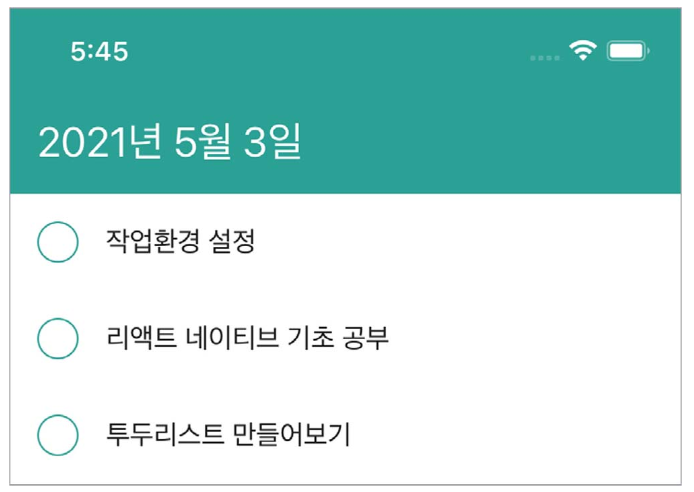 5:45
2021년 5월 3일
작업환경 설정
리액트 네이티브 기초 공부
투두리스트 만들어보기